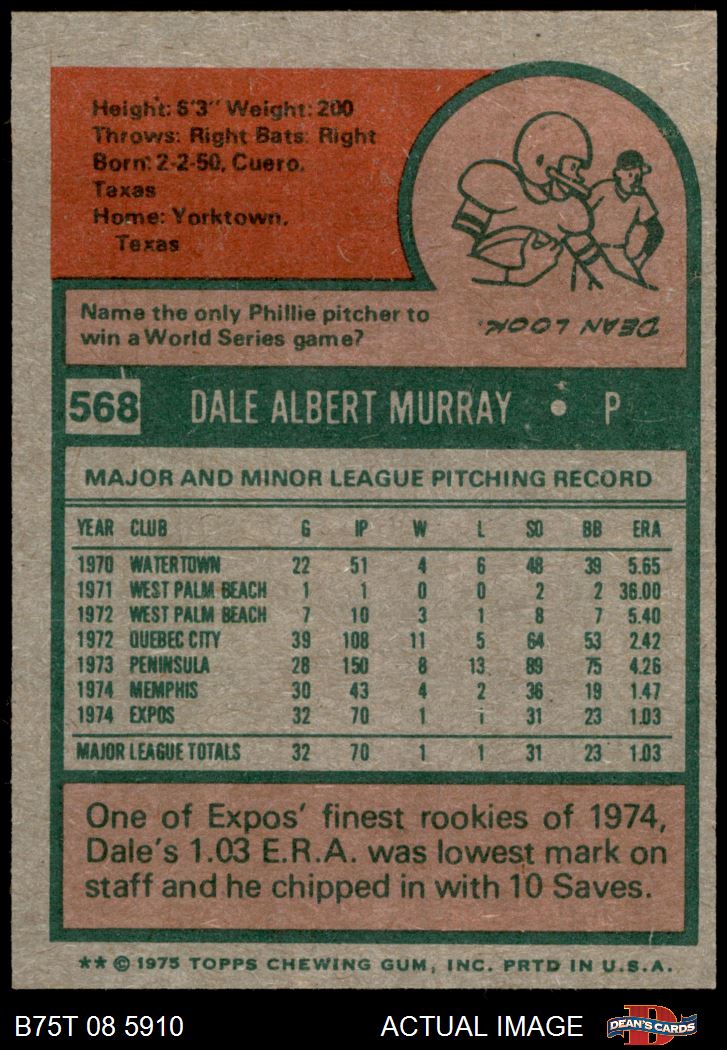 Height: 6'3" Weight: 200
Throws: Right Bats: Right
Born: 2-2-50, Cuero,
Texas
Home: Yorktown,
Texas
DEAN LOOK.
Name the only Phillie pitcher to
win a World Series game?
568 DALE ALBERT MURRAY • P
MAJOR AND MINOR LEAGUE PITCHING RECORD
YEAR CLUB G IP W L SO BB ERA
1970 WATERTOWN 22 51 4 6 48 39 5.65
1971 WEST PALM BEACH 1 1 0 0 2 2 36.00
1972 WEST PALM BEACH 7 10 3 1 8 7 5.40
1972 QUEBEC CITY 39 108 11 5 64 53 2.42
1973 PENINSULA 28 150 8 13 89 75 4.26
1974 MEMPHIS 30 43 4 2 36 19 1.47
1974 EXPOS 32 70 1 1 31 23 1.03
MAJOR LEAGUE TOTALS 32 70 1 1 31 23 1.03
One of Expos' finest rookies of 1974,
Dale's 1.03 E.R.A. was lowest mark on
staff and he chipped in with 10 Saves.
** © 1975 TOPPS CHEWING GUM, INC. PRTD IN U.S.A.
B75T 08 5910 ACTUAL IMAGE D DEAN'S CARDS